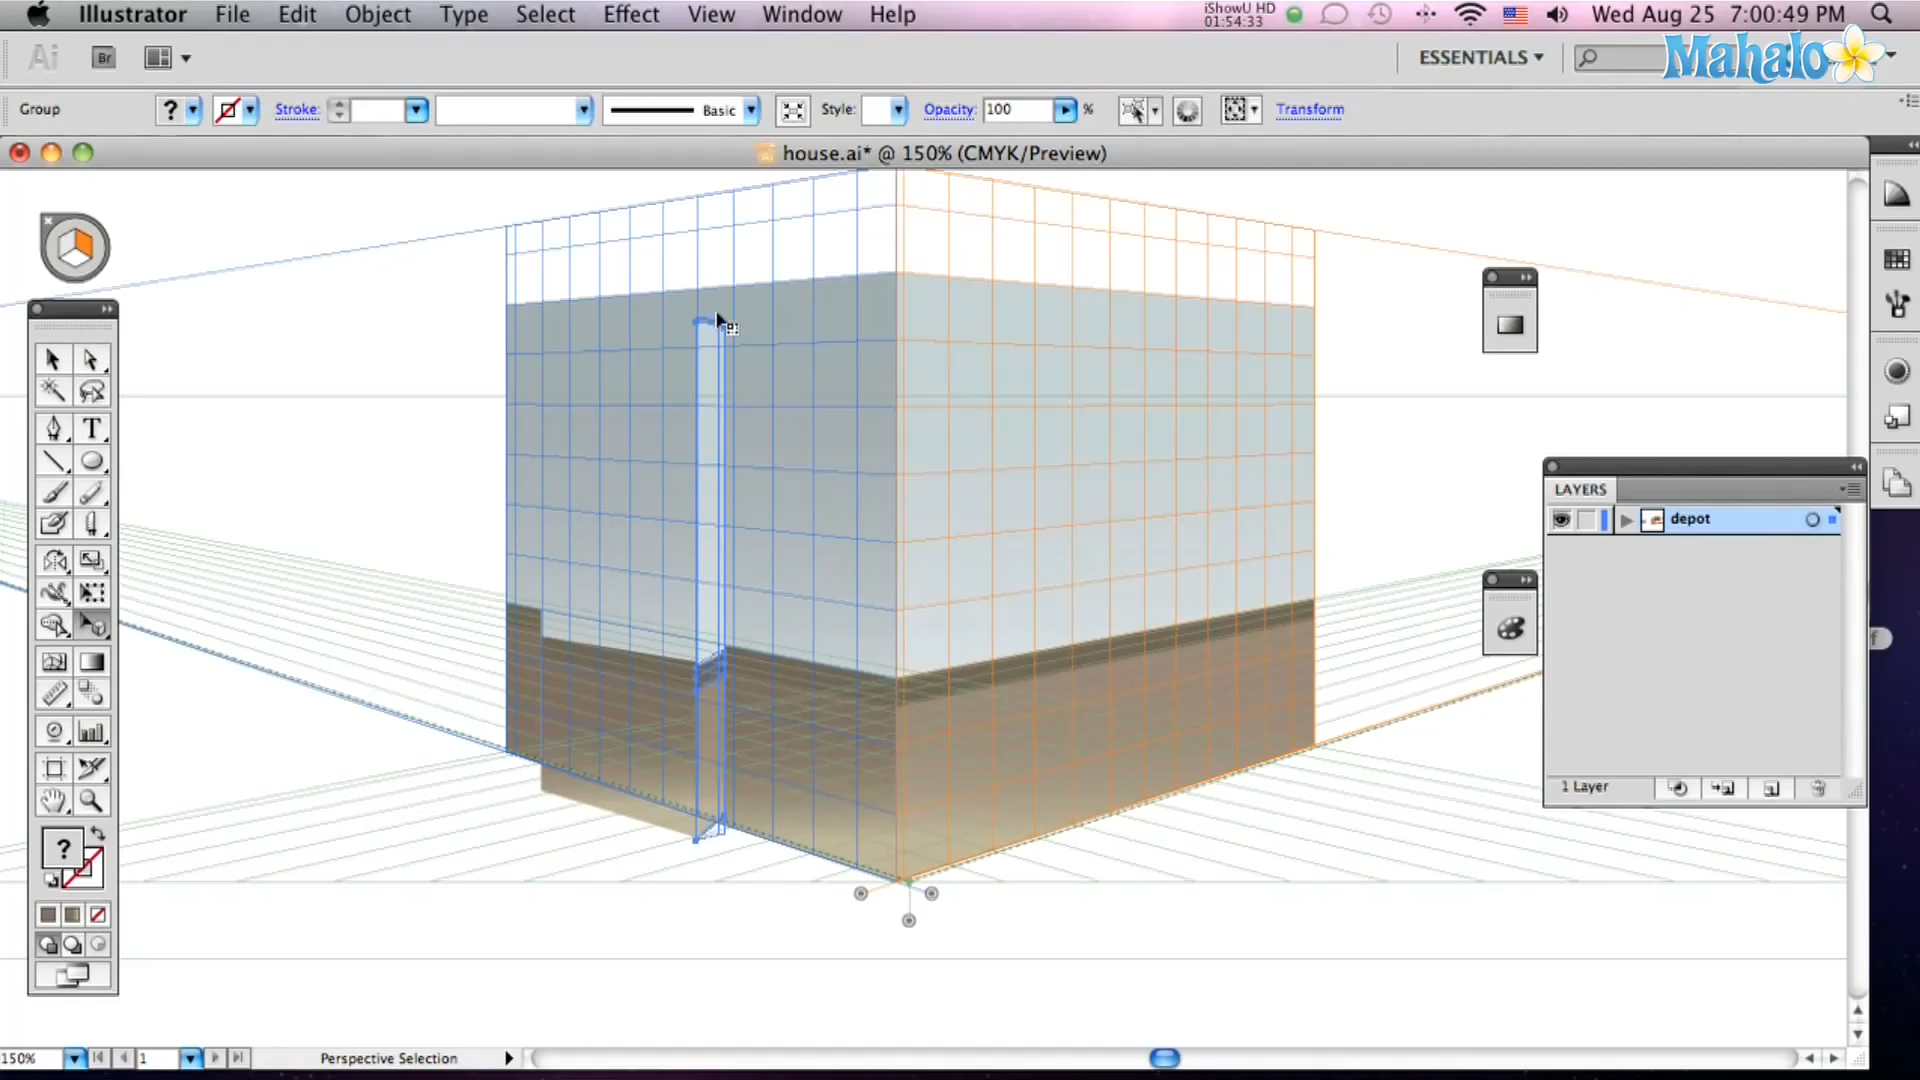 Illustrator File Edit Object Type Select Effect View Window Help iShowU HD 01:54:33 Wed Aug 25 7:00:49 PM
Ai Br ESSENTIALS Mahalo
Group ? Stroke: Basic Style: Opacity: 100 % Transform
house.ai* @ 150% (CMYK/Preview)
LAYERS
depot
T
f
1 Layer
?
150% 1 Perspective Selection